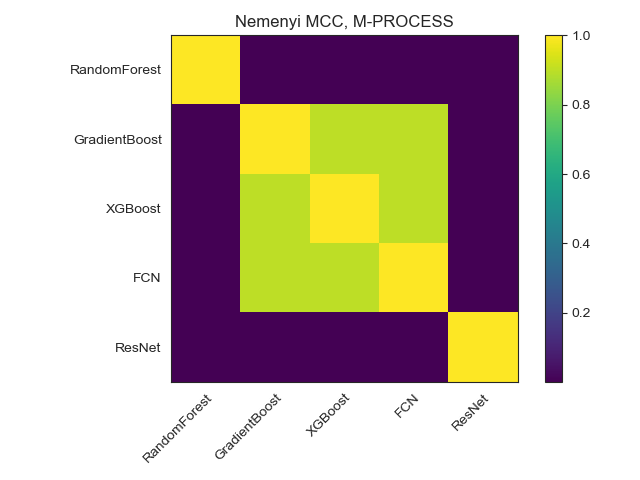 Nemenyi MCC, M-PROCESS
RandomForest
GradientBoost
XGBoost
FCN
ResNet
RandomForest
GradientBoost
XGBoost
FCN
ResNet
1.0
0.8
0.6
0.4
0.2